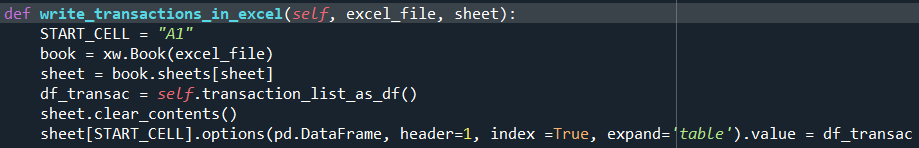 def write_transactions_in_excel(self, excel_file, sheet):
    START_CELL = "A1"
    book = xw.Book(excel_file)
    sheet = book.sheets[sheet]
    df_transac = self.transaction_list_as_df()
    sheet.clear_contents()
    sheet[START_CELL].options(pd.DataFrame, header=1, index =True, expand='table').value = df_transac